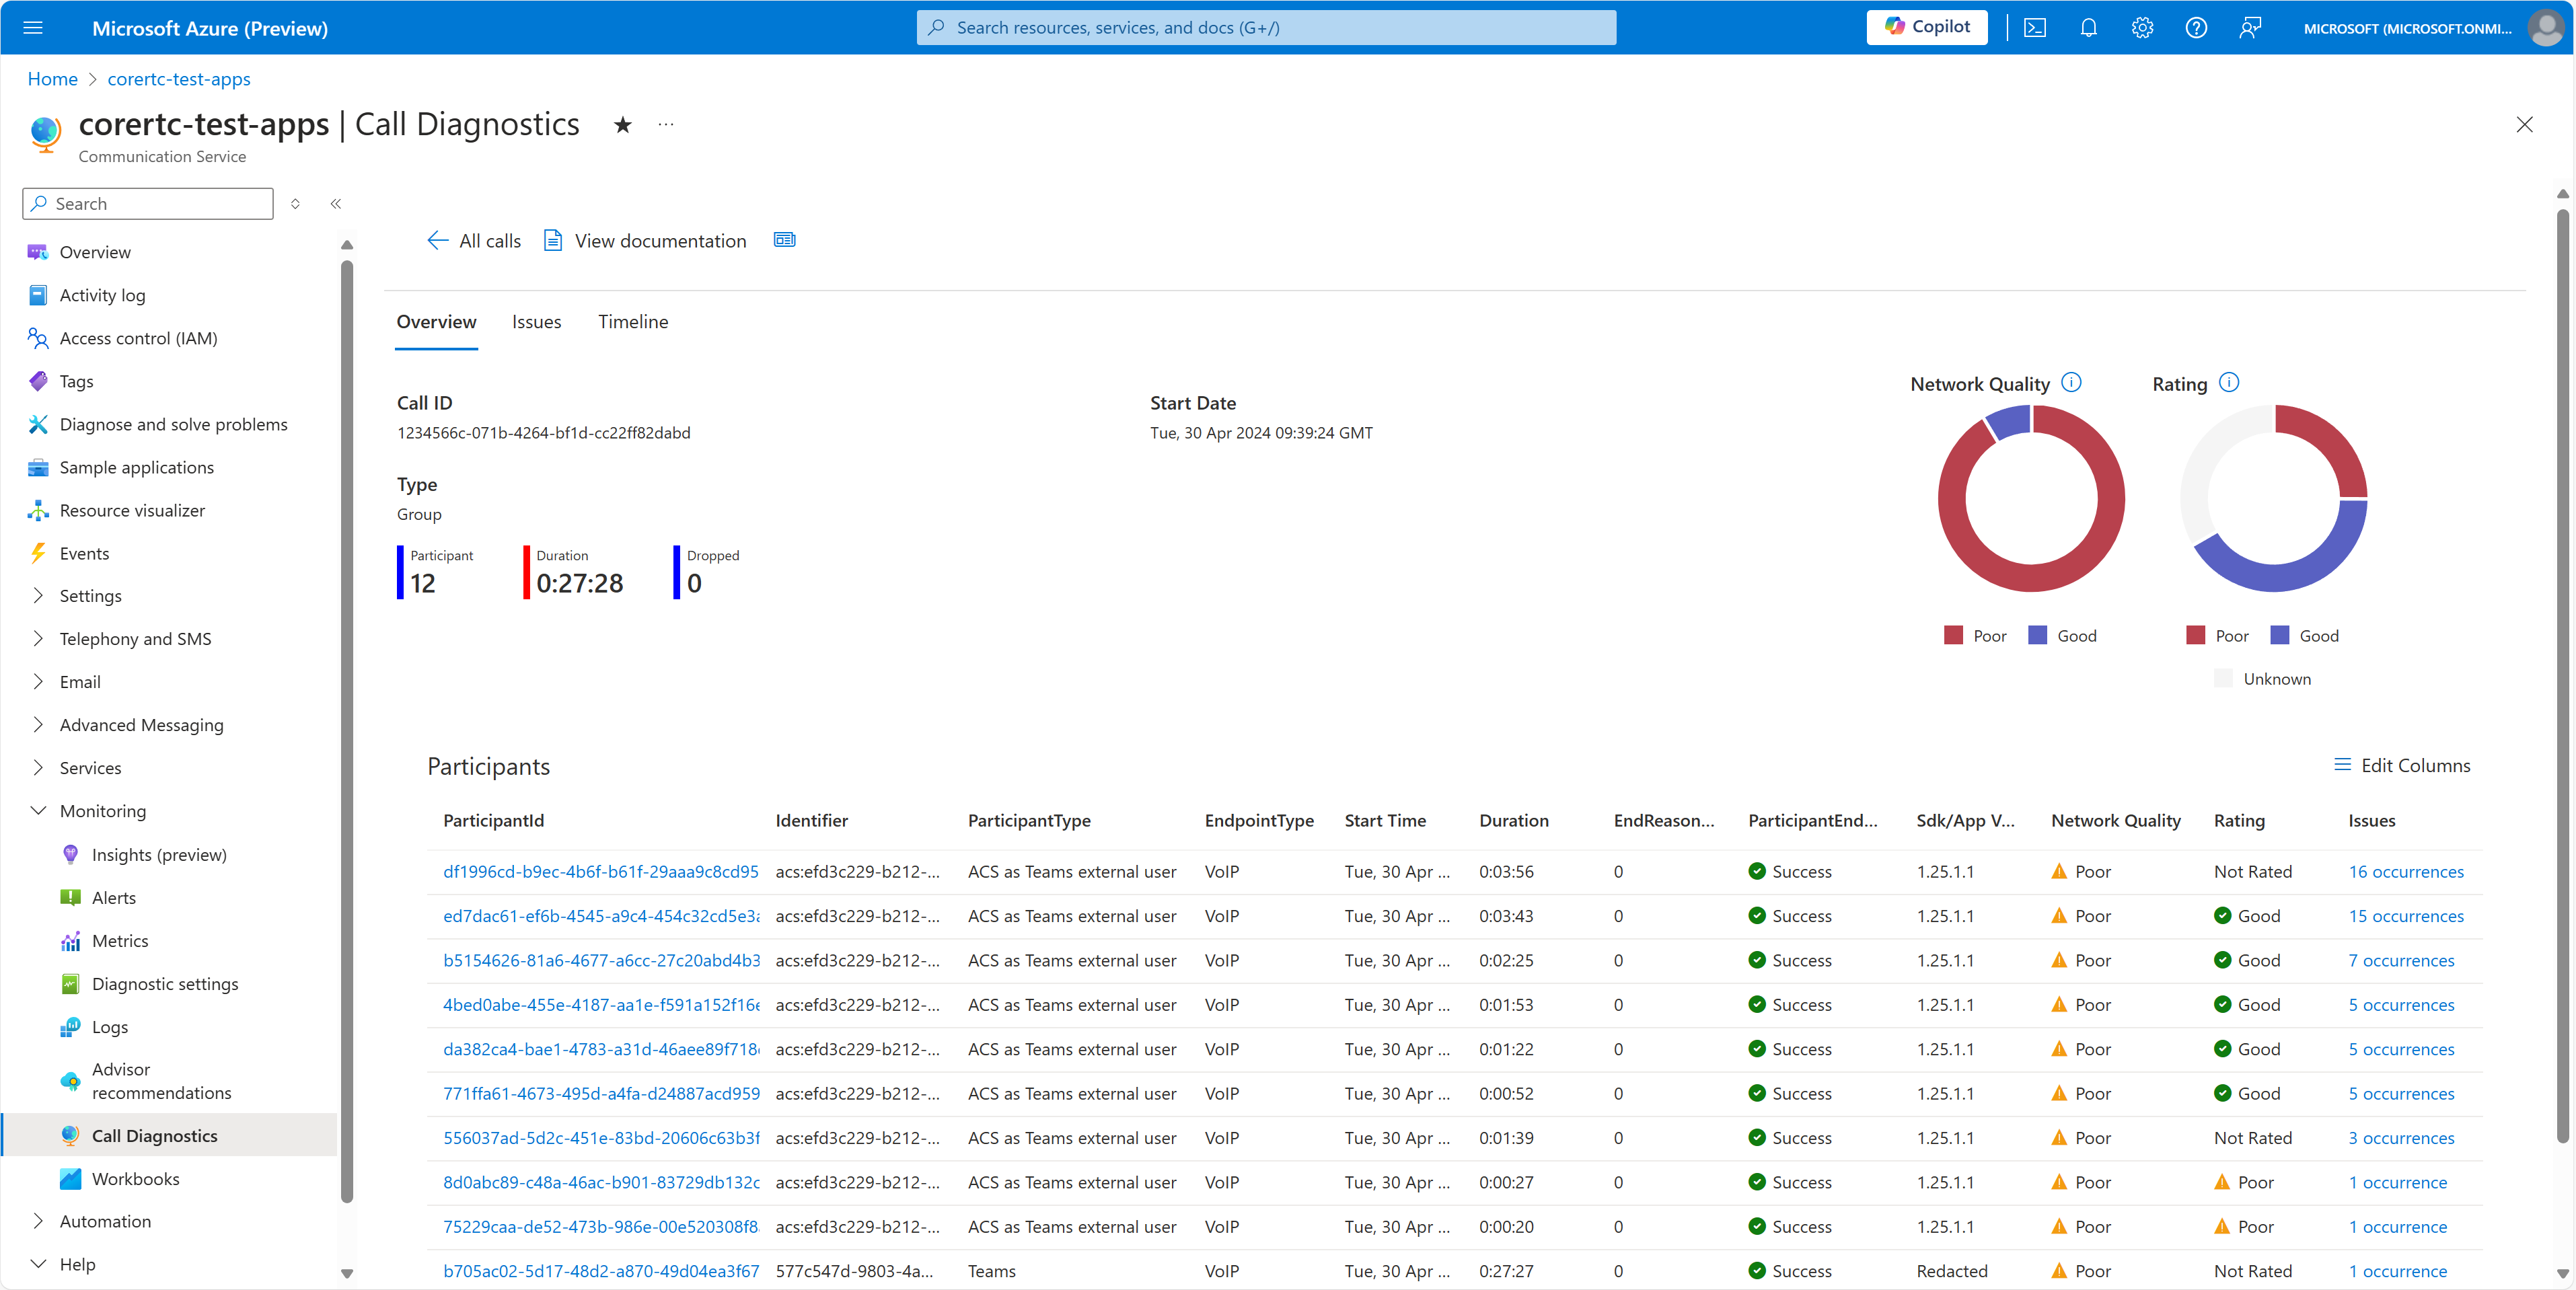 Microsoft Azure (Preview)
Search resources, services, and docs (G+/)
Copilot
MICROSOFT (MICROSOFT.ONMI...
Home > corertc-test-apps
corertc-test-apps | Call Diagnostics
Communication Service
Search
Overview
Activity log
Access control (IAM)
Tags
Diagnose and solve problems
Sample applications
Resource visualizer
Events
Settings
Telephony and SMS
Email
Advanced Messaging
Services
Monitoring
Insights (preview)
Alerts
Metrics
Diagnostic settings
Logs
Advisor
recommendations
Call Diagnostics
Workbooks
Automation
Help
All calls
View documentation
Overview Issues Timeline
Call ID
1234566c-071b-4264-bf1d-cc22ff82dabd
Start Date
Tue, 30 Apr 2024 09:39:24 GMT
Type
Group
Participant
12
Duration
0:27:28
Dropped
0
Network Quality
Poor Good
Rating
Poor Good
Unknown
Participants
Edit Columns
ParticipantId Identifier ParticipantType EndpointType Start Time Duration EndReason... ParticipantEnd... Sdk/App V... Network Quality Rating Issues
df1996cd-b9ec-4b6f-b61f-29aaa9c8cd95 acs:efd3c229-b212-... ACS as Teams external user VoIP Tue, 30 Apr ... 0:03:56 0 Success 1.25.1.1 Poor Not Rated 16 occurrences
ed7dac61-ef6b-4545-a9c4-454c32cd5e3a acs:efd3c229-b212-... ACS as Teams external user VoIP Tue, 30 Apr ... 0:03:43 0 Success 1.25.1.1 Poor Good 15 occurrences
b5154626-81a6-4677-a6cc-27c20abd4b3 acs:efd3c229-b212-... ACS as Teams external user VoIP Tue, 30 Apr ... 0:02:25 0 Success 1.25.1.1 Poor Good 7 occurrences
4bed0abe-455e-4187-aa1e-f591a152f16e acs:efd3c229-b212-... ACS as Teams external user VoIP Tue, 30 Apr ... 0:01:53 0 Success 1.25.1.1 Poor Good 5 occurrences
da382ca4-bae1-4783-a31d-46aee89f718 acs:efd3c229-b212-... ACS as Teams external user VoIP Tue, 30 Apr ... 0:01:22 0 Success 1.25.1.1 Poor Good 5 occurrences
771ffa61-4673-495d-a4fa-d24887acd959 acs:efd3c229-b212-... ACS as Teams external user VoIP Tue, 30 Apr ... 0:00:52 0 Success 1.25.1.1 Poor Good 5 occurrences
556037ad-5d2c-451e-83bd-20606c63b3f acs:efd3c229-b212-... ACS as Teams external user VoIP Tue, 30 Apr ... 0:01:39 0 Success 1.25.1.1 Poor Not Rated 3 occurrences
8d0abc89-c48a-46ac-b901-83729db132c acs:efd3c229-b212-... ACS as Teams external user VoIP Tue, 30 Apr ... 0:00:27 0 Success 1.25.1.1 Poor Poor 1 occurrence
75229caa-de52-473b-986e-00e520308f8 acs:efd3c229-b212-... ACS as Teams external user VoIP Tue, 30 Apr ... 0:00:20 0 Success 1.25.1.1 Poor Poor 1 occurrence
b705ac02-5d17-48d2-a870-49d04ea3f67 577c547d-9803-4a... Teams VoIP Tue, 30 Apr ... 0:27:27 0 Success Redacted Poor Not Rated 1 occurrence